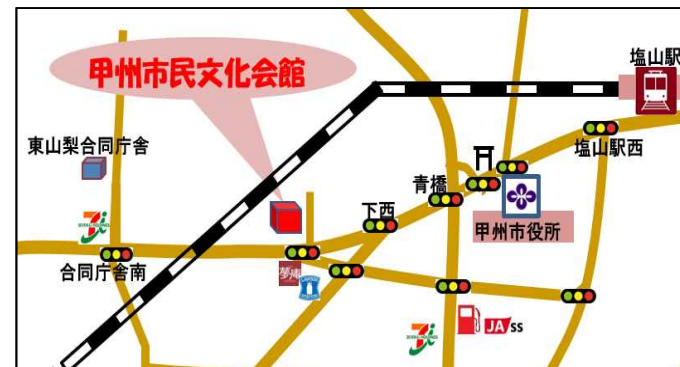 塩山駅
甲州市民文化会館
東山梨合同庁舎
塩山駅西
青橋
下西
甲州市役所
合同庁舎南
夢庵
JA SS